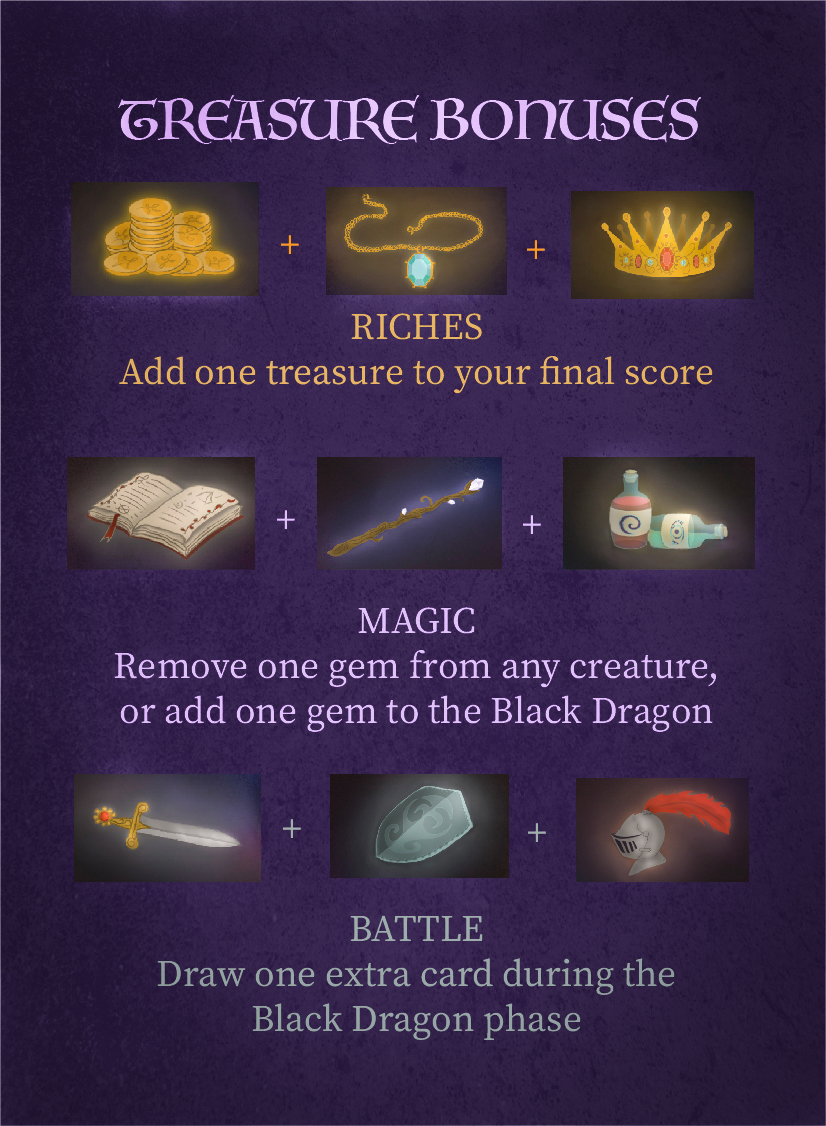 TREASURE BONUSES
+ +
RICHES
Add one treasure to your final score
+ +
MAGIC
Remove one gem from any creature,
or add one gem to the Black Dragon
+ +
BATTLE
Draw one extra card during the
Black Dragon phase